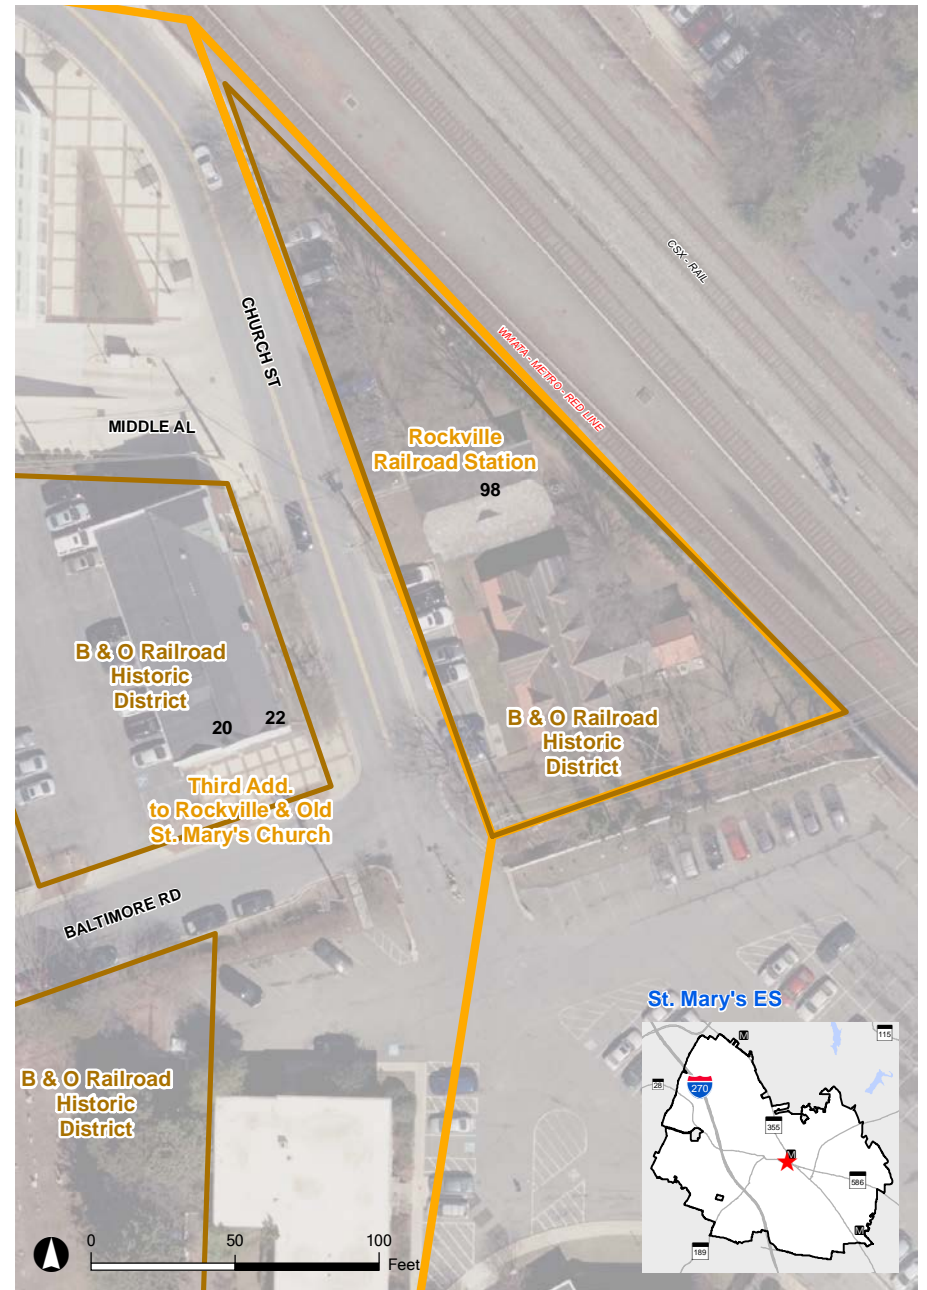 CSX - RAIL
CHURCH ST
WMATA - METRO - RED LINE
MIDDLE AL
Rockville
Railroad Station
98
B & O Railroad
Historic
District
20
22
B & O Railroad
Historic
District
Third Add.
to Rockville & Old
St. Mary's Church
BALTIMORE RD
St. Mary's ES
B & O Railroad
Historic
District
M
115
28
270
355
M
586
M
189
0
50
100
Feet